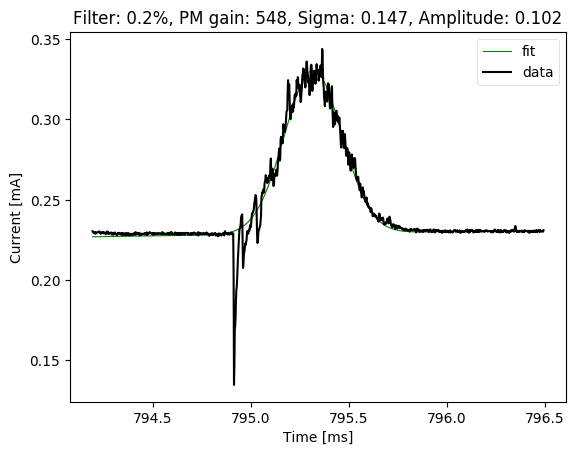 Filter: 0.2%, PM gain: 548, Sigma: 0.147, Amplitude: 0.102
fit
data
0.35
0.30
0.25
0.20
0.15
Current [mA]
794.5
795.0
795.5
796.0
796.5
Time [ms]